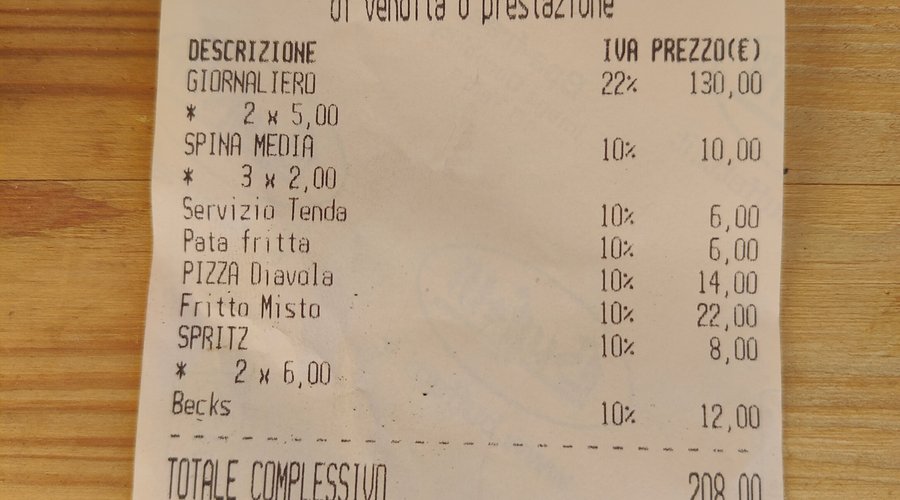 di vendita o prestazione
DESCRIZIONE IVA PREZZO(€)
GIORNALIERO 22% 130,00
* 2 x 5,00
SPINA MEDIA 10% 10,00
* 3 x 2,00
Servizio Tenda 10% 6,00
Pata fritta 10% 6,00
PIZZA Diavola 10% 14,00
Fritto Misto 10% 22,00
SPRITZ 10% 8,00
* 2 x 6,00
Becks 10% 12,00
TOTALE COMPLESSIVO 208,00